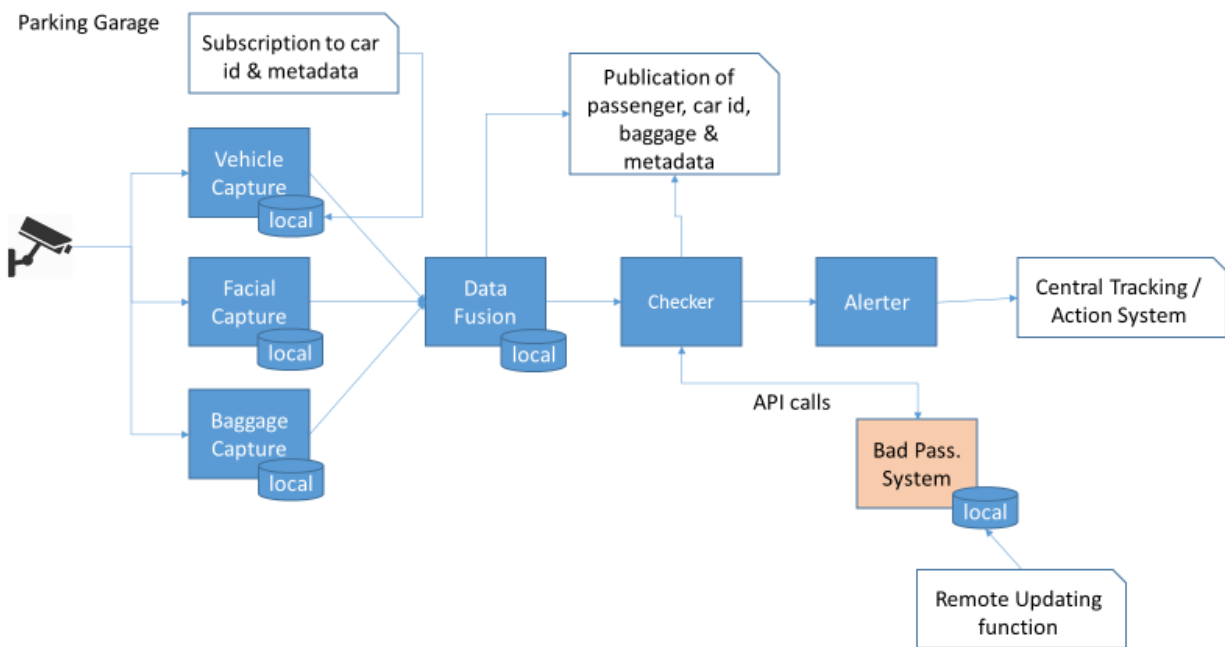 Parking Garage
Subscription to car
id & metadata
Publication of
passenger, car id,
baggage &
metadata
Vehicle
Capture
local
Facial
Capture
local
Data
Fusion
local
Checker
Alerter
Central Tracking /
Action System
Baggage
Capture
local
API calls
Bad Pass.
System
local
Remote Updating
function